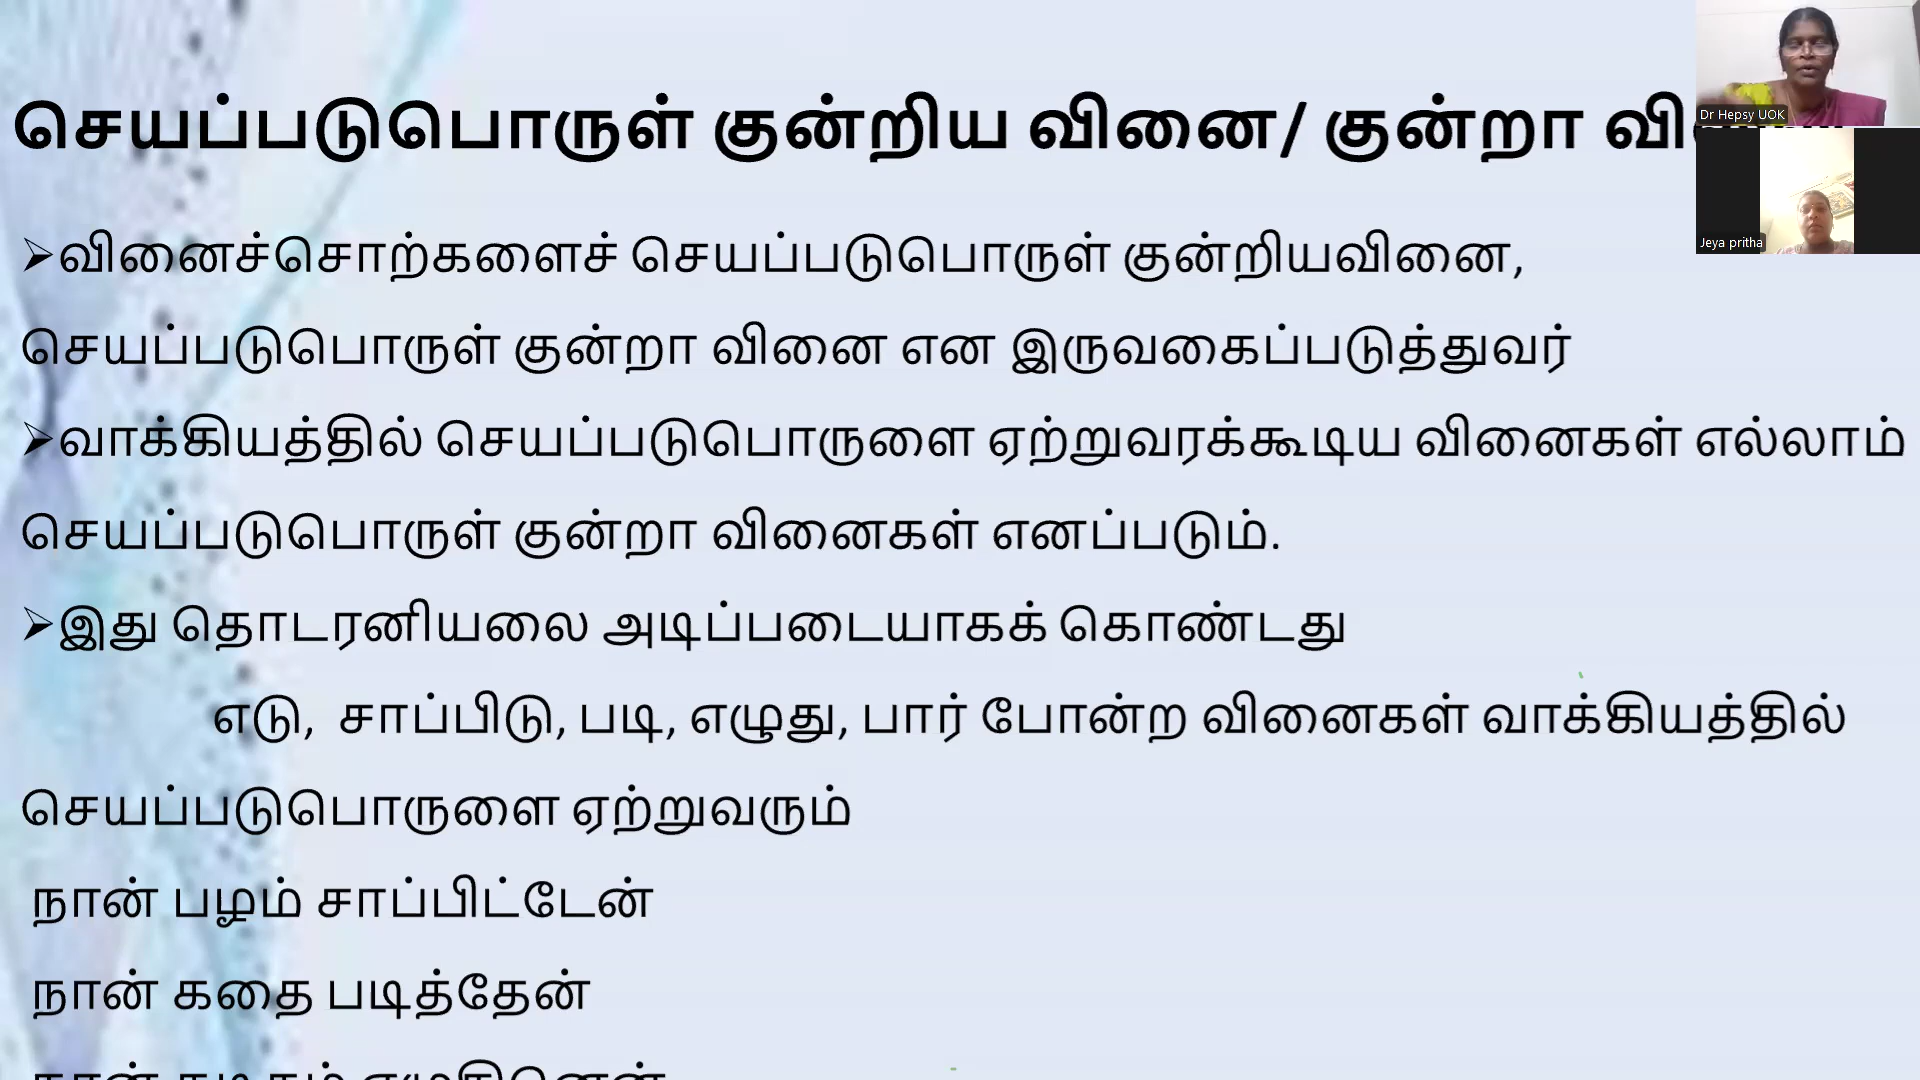 செயப்படுபொருள் குன்றிய வினை/ குன்றா
➢வினைச்சொற்களைச் செயப்படுபொருள் குன்றியவினை,
செயப்படுபொருள் குன்றா வினை என இருவகைப்படுத்துவர்
➢வாக்கியத்தில் செயப்படுபொருளை ஏற்றுவரக்கூடிய வினைகள் எல்லாம்
செயப்படுபொருள் குன்றா வினைகள் எனப்படும்.
➢இது தொடரனியலை அடிப்படையாகக் கொண்டது
எடு, சாப்பிடு, படி, எழுது, பார் போன்ற வினைகள் வாக்கியத்தில்
செயப்படுபொருளை ஏற்றுவரும்
நான் பழம் சாப்பிட்டேன்
நான் கதை படித்தேன்
Dr Hepsy UOK
Jeya pritha